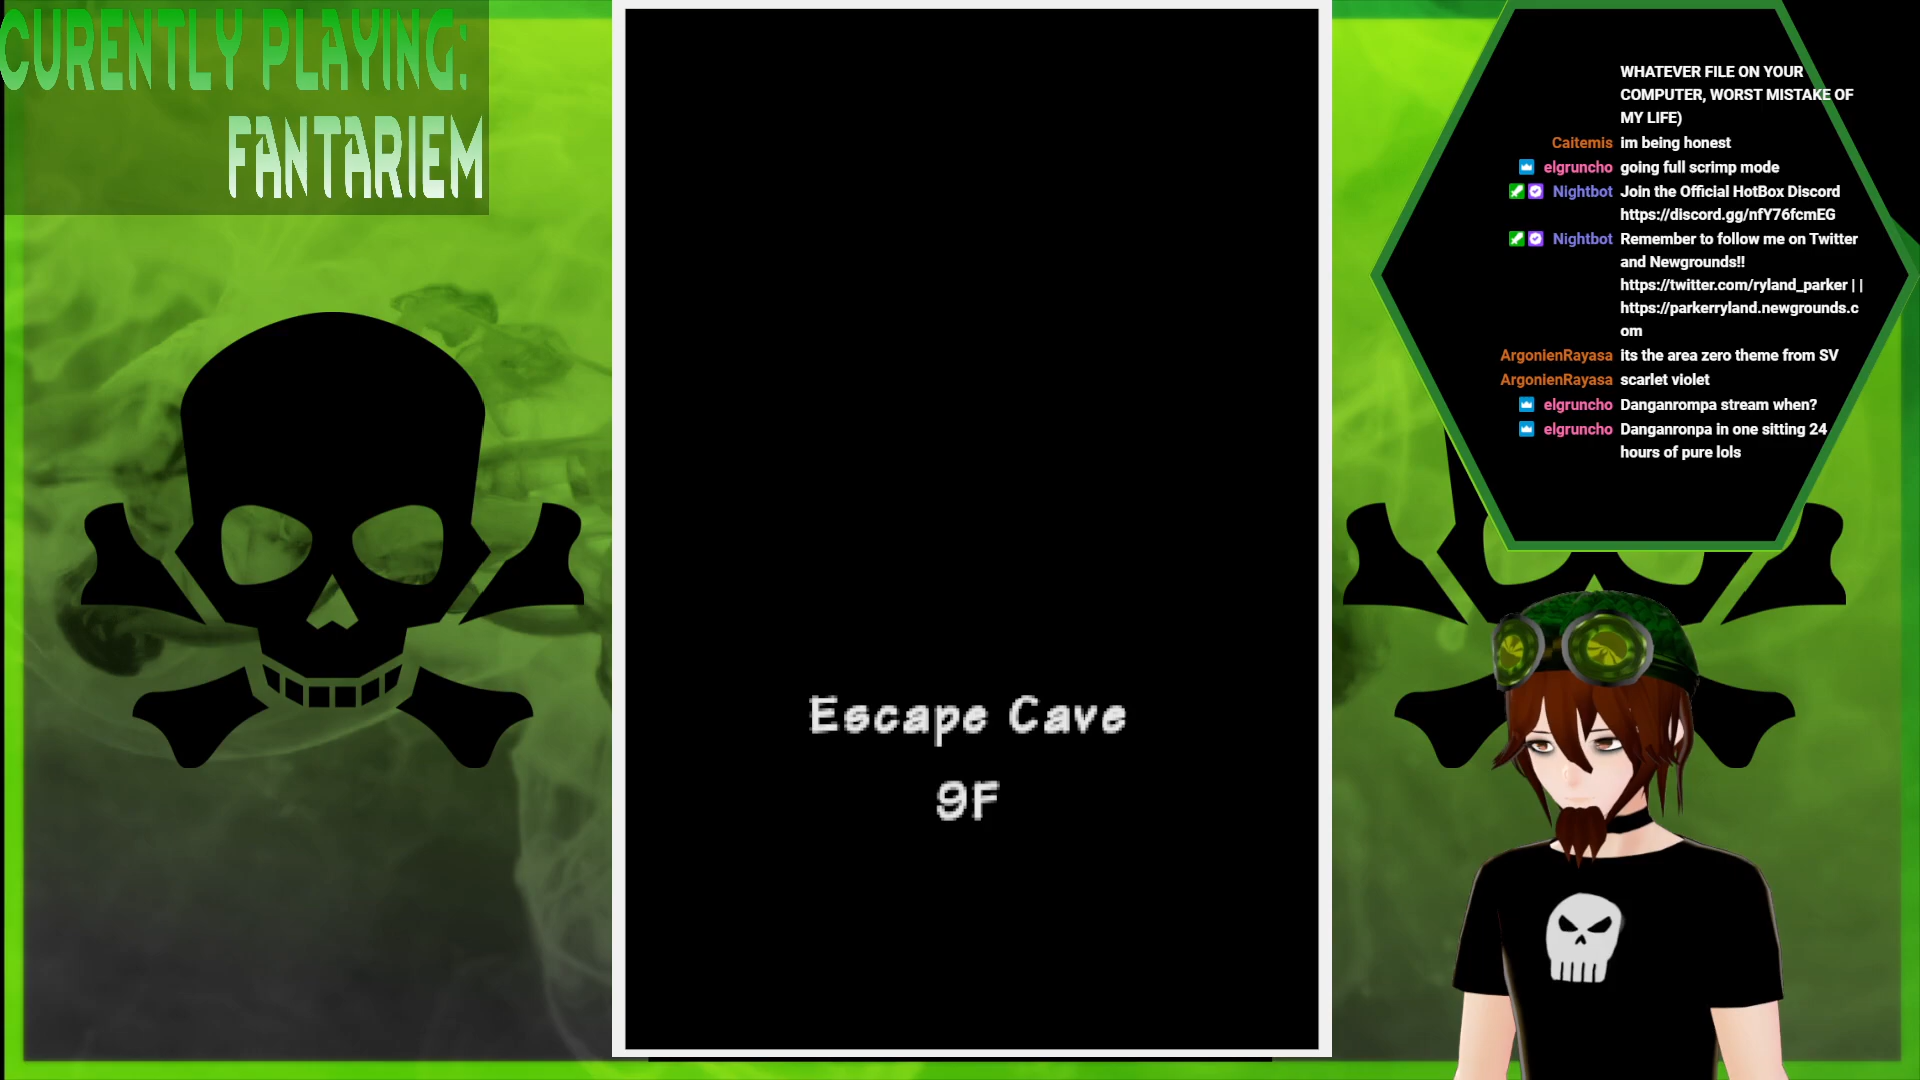 CURENTLY PLAYING:
FANTARIEM
WHATEVER FILE ON YOUR
COMPUTER, WORST MISTAKE OF
MY LIFE)
Caitemis im being honest
elgruncho going full scrimp mode
Nightbot Join the Official HotBox Discord
https://discord.gg/nfY76fcmEG
Nightbot Remember to follow me on Twitter
and Newgrounds!!
https://twitter.com/ryland_parker ||
https://parkerryland.newgrounds.c
om
ArgonienRayasa its the area zero theme from SV
ArgonienRayasa scarlet violet
elgruncho Danganrompa stream when?
elgruncho Danganronpa in one sitting 24
hours of pure lols
Escape Cave
9F